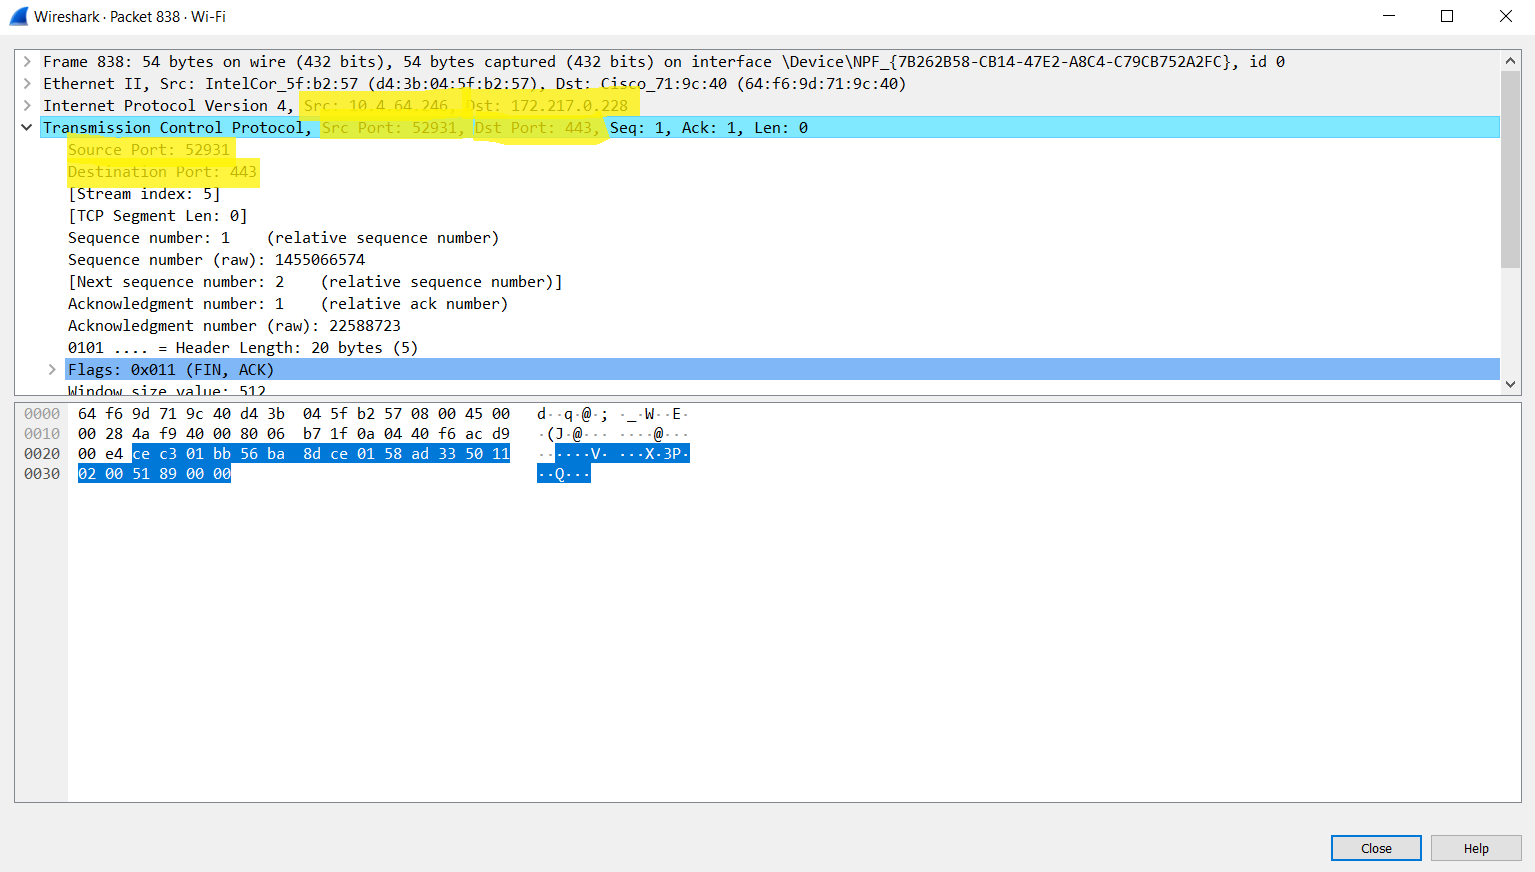 Wireshark · Packet 838 · Wi-Fi
Frame 838: 54 bytes on wire (432 bits), 54 bytes captured (432 bits) on interface \Device\NPF_{7B262B58-CB14-47E2-A8C4-C79CB752A2FC}, id 0
Ethernet II, Src: IntelCor_5f:b2:57 (d4:3b:04:5f:b2:57), Dst: Cisco_71:9c:40 (64:f6:9d:71:9c:40)
Internet Protocol Version 4, Src: 10.4.64.246, Dst: 172.217.0.228
Transmission Control Protocol, Src Port: 52931, Dst Port: 443, Seq: 1, Ack: 1, Len: 0
Source Port: 52931
Destination Port: 443
[Stream index: 5]
[TCP Segment Len: 0]
Sequence number: 1    (relative sequence number)
Sequence number (raw): 1455066574
[Next sequence number: 2    (relative sequence number)]
Acknowledgment number: 1    (relative ack number)
Acknowledgment number (raw): 22588723
0101 .... = Header Length: 20 bytes (5)
Flags: 0x011 (FIN, ACK)
Window size value: 512
0000 64 f6 9d 71 9c 40 d4 3b 04 5f b2 57 08 00 45 00 d··q·@·; ·_·W··E·
0010 00 28 4a f9 40 00 80 06 b7 1f 0a 04 40 f6 ac d9 ·(J·@··· ····@···
0020 00 e4 ce c3 01 bb 56 ba 8d ce 01 58 ad 33 50 11 ······V· ···X·3P·
0030 02 00 51 89 00 00 ··Q···
Close
Help